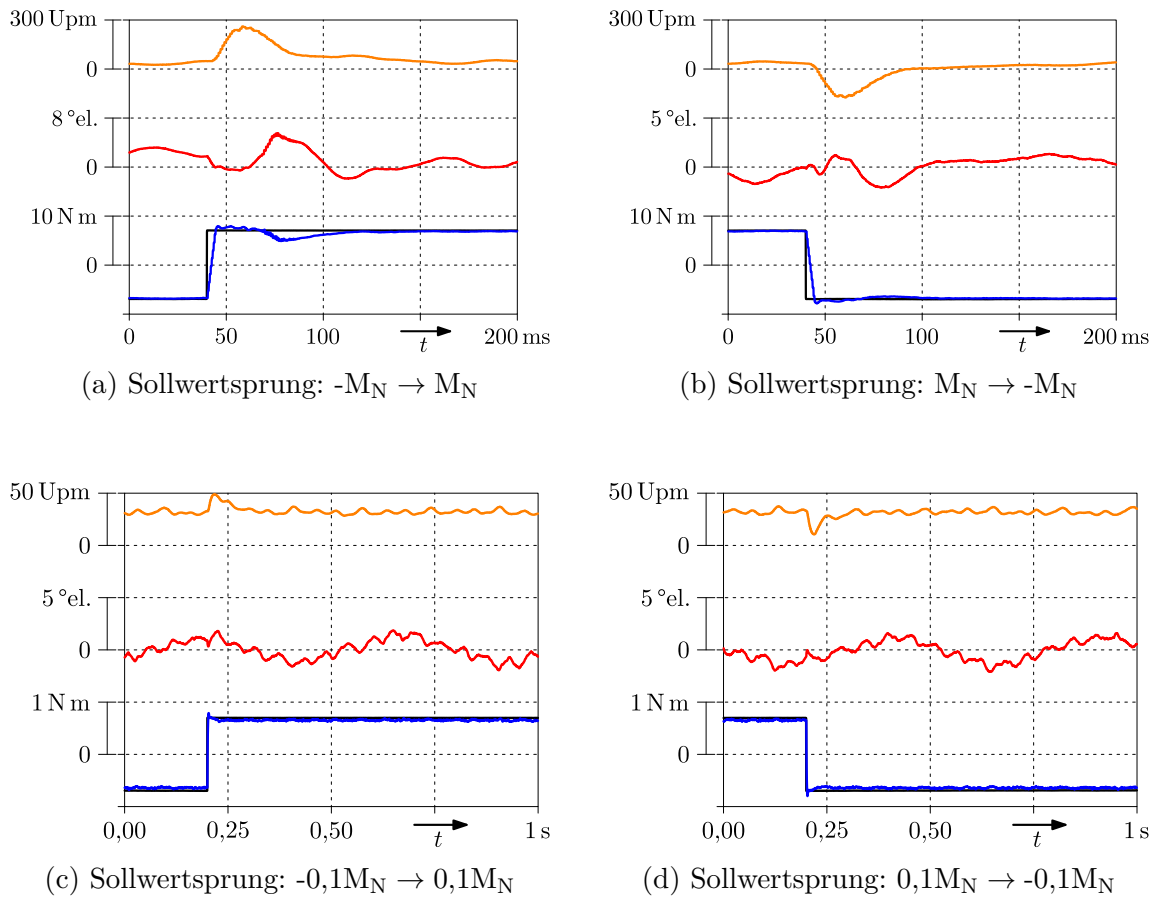 300 Upm
0
8 °el.
0
10 N m
0
0 50 100 200 ms
t
(a) Sollwertsprung: -M_N → M_N
300 Upm
0
5 °el.
0
10 N m
0
0 50 100 200 ms
t
(b) Sollwertsprung: M_N → -M_N
50 Upm
0
5 °el.
0
1 N m
0
0,00 0,25 0,50 1 s
t
(c) Sollwertsprung: -0,1M_N → 0,1M_N
50 Upm
0
5 °el.
0
1 N m
0
0,00 0,25 0,50 1 s
t
(d) Sollwertsprung: 0,1M_N → -0,1M_N